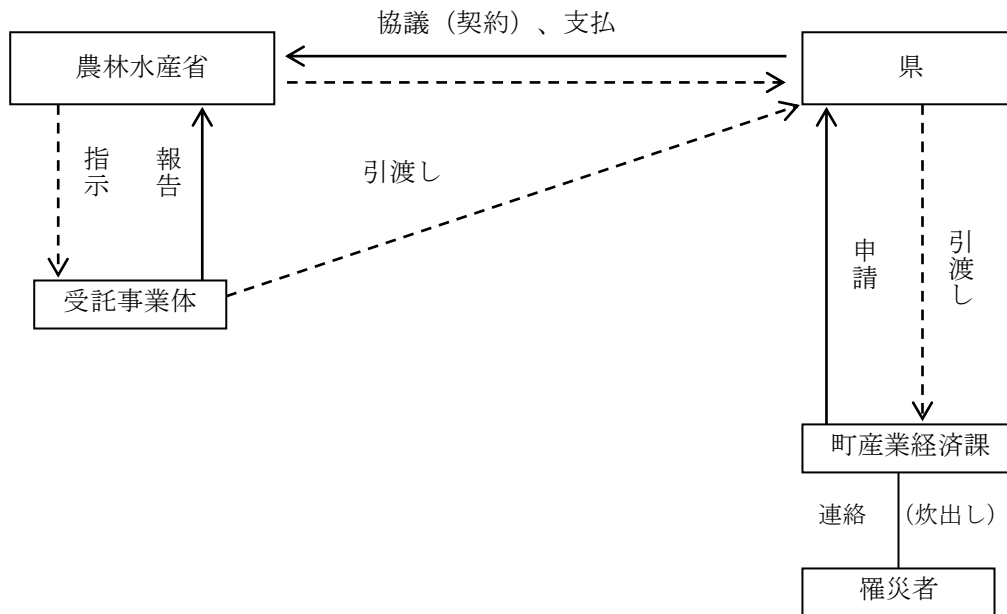 協議（契約）、支払
農林水産省
県
指示
報告
引渡し
申請
引渡し
受託事業体
町産業経済課
連絡
（炊出し）
罹災者